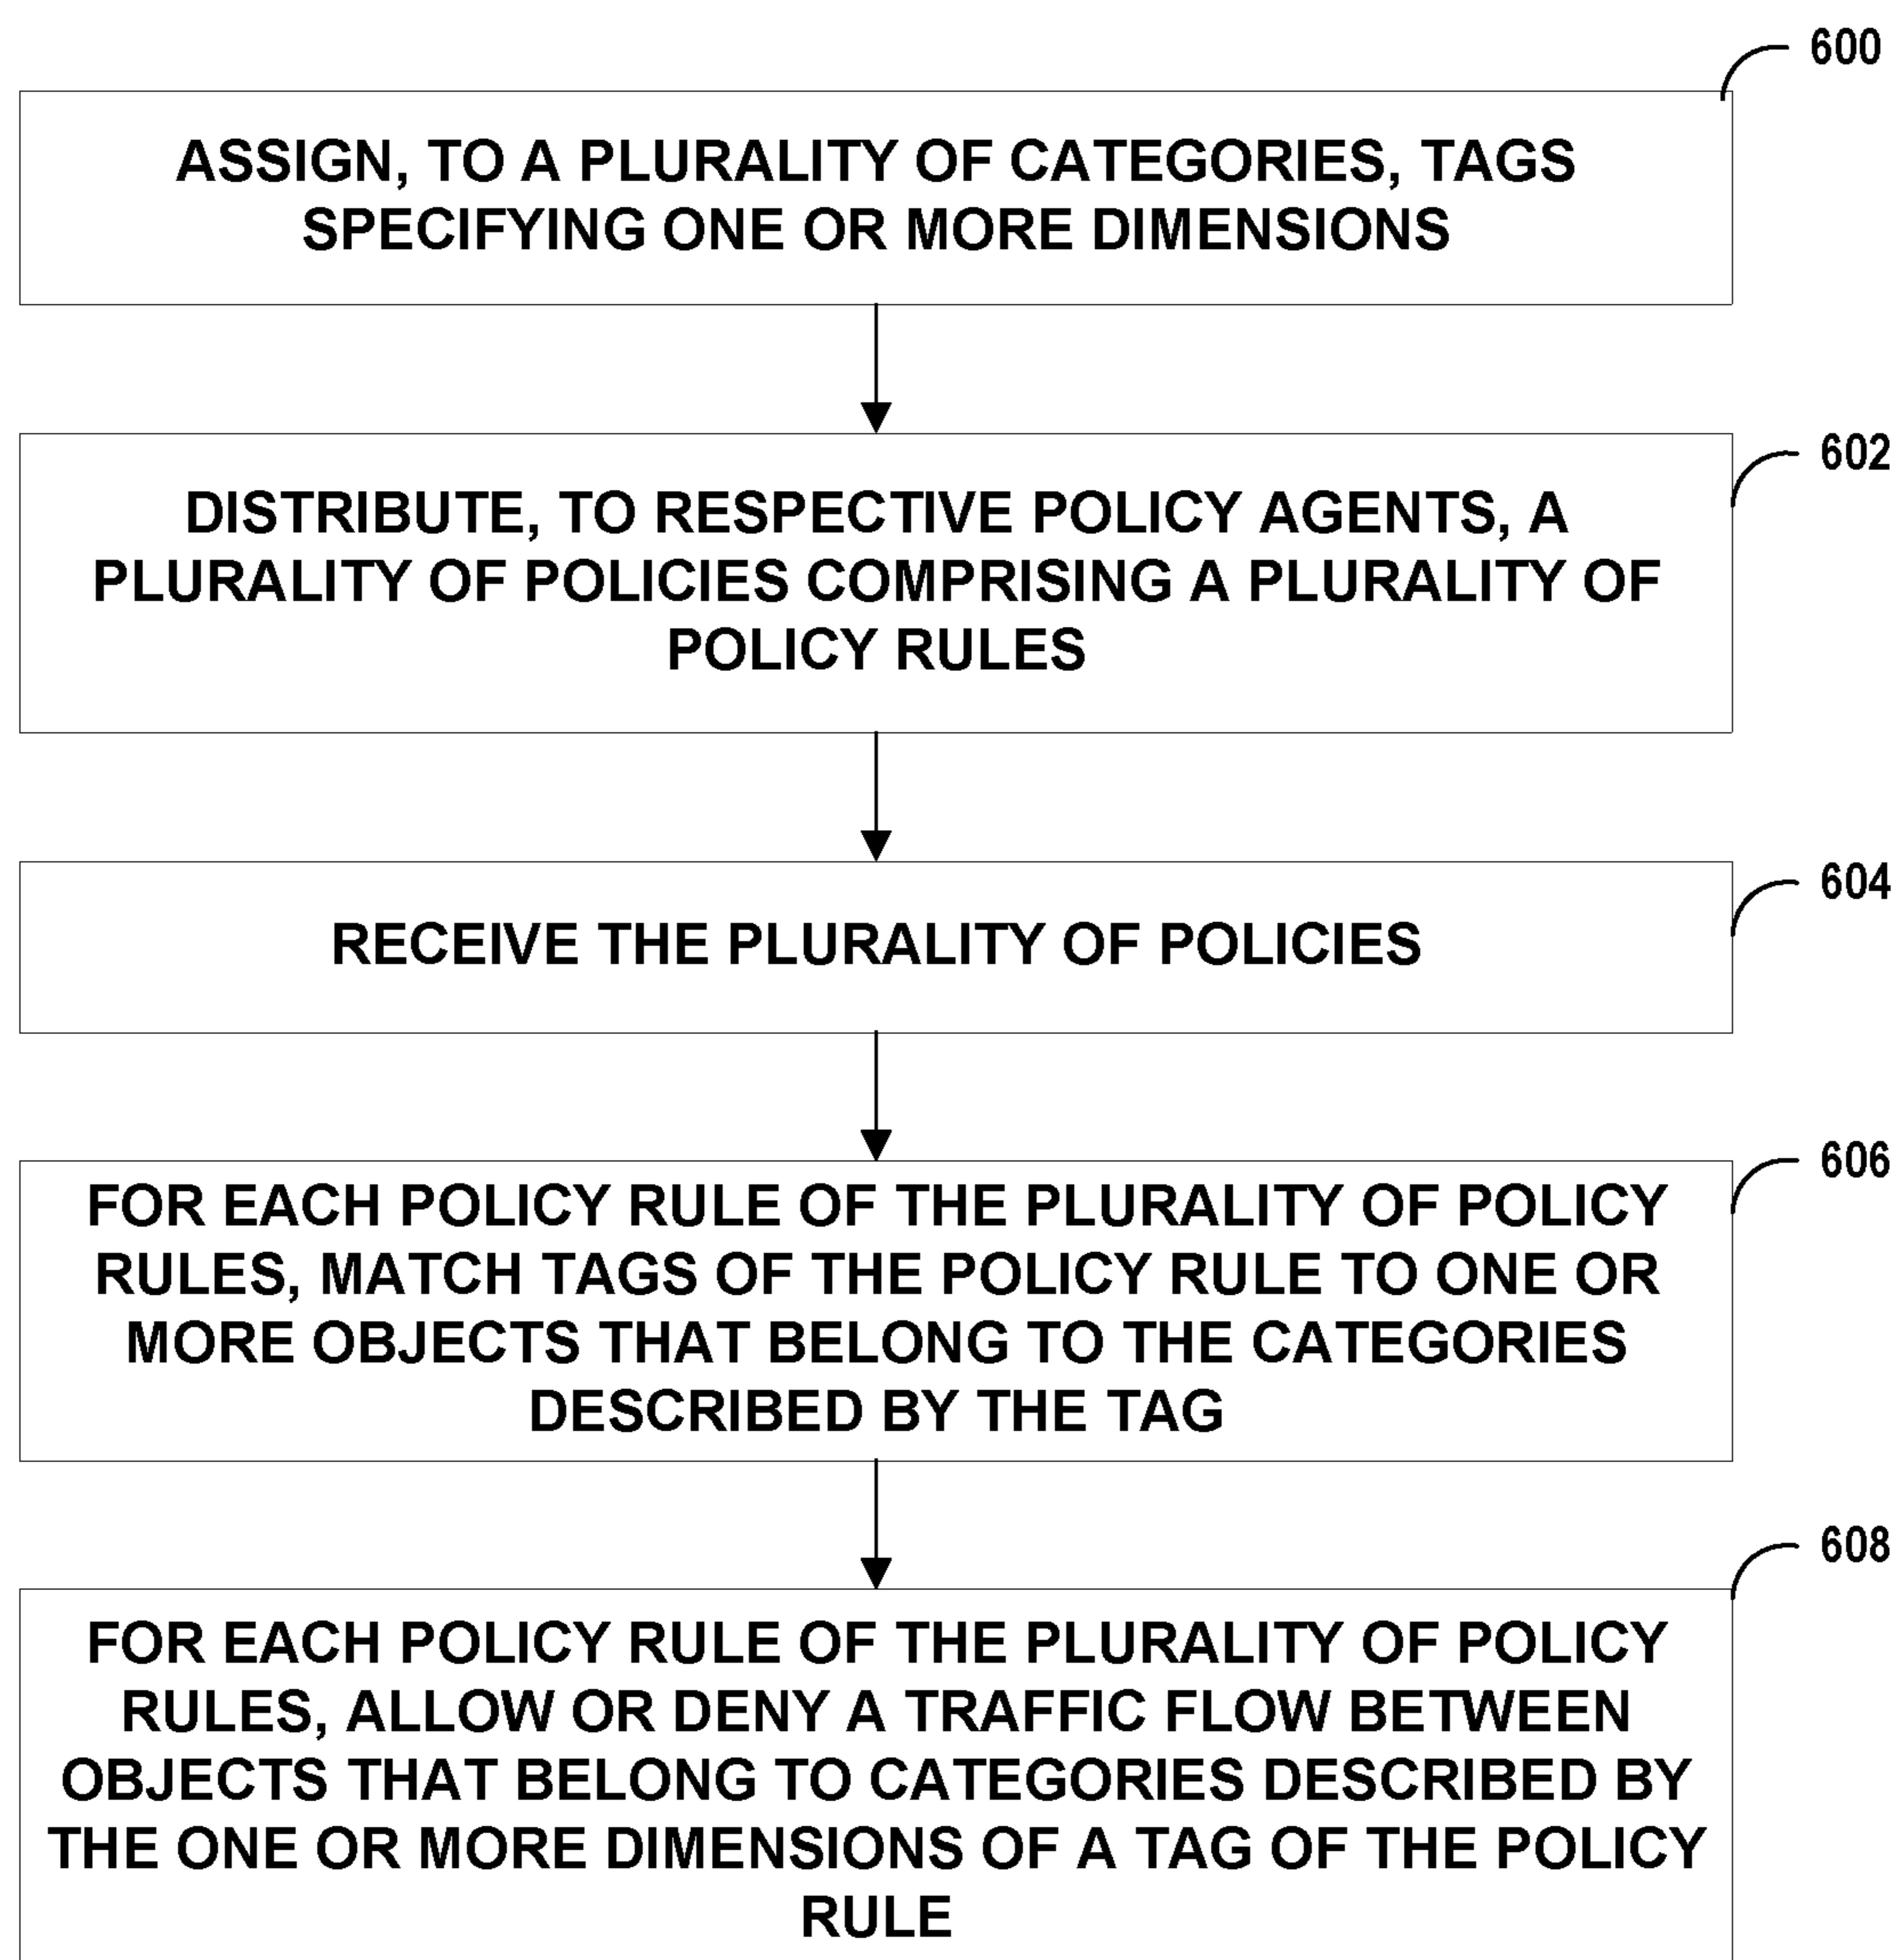 600
ASSIGN, TO A PLURALITY OF CATEGORIES, TAGS
SPECIFYING ONE OR MORE DIMENSIONS
602
DISTRIBUTE, TO RESPECTIVE POLICY AGENTS, A
PLURALITY OF POLICIES COMPRISING A PLURALITY OF
POLICY RULES
604
RECEIVE THE PLURALITY OF POLICIES
606
FOR EACH POLICY RULE OF THE PLURALITY OF POLICY
RULES, MATCH TAGS OF THE POLICY RULE TO ONE OR
MORE OBJECTS THAT BELONG TO THE CATEGORIES
DESCRIBED BY THE TAG
608
FOR EACH POLICY RULE OF THE PLURALITY OF POLICY
RULES, ALLOW OR DENY A TRAFFIC FLOW BETWEEN
OBJECTS THAT BELONG TO CATEGORIES DESCRIBED BY
THE ONE OR MORE DIMENSIONS OF A TAG OF THE POLICY
RULE